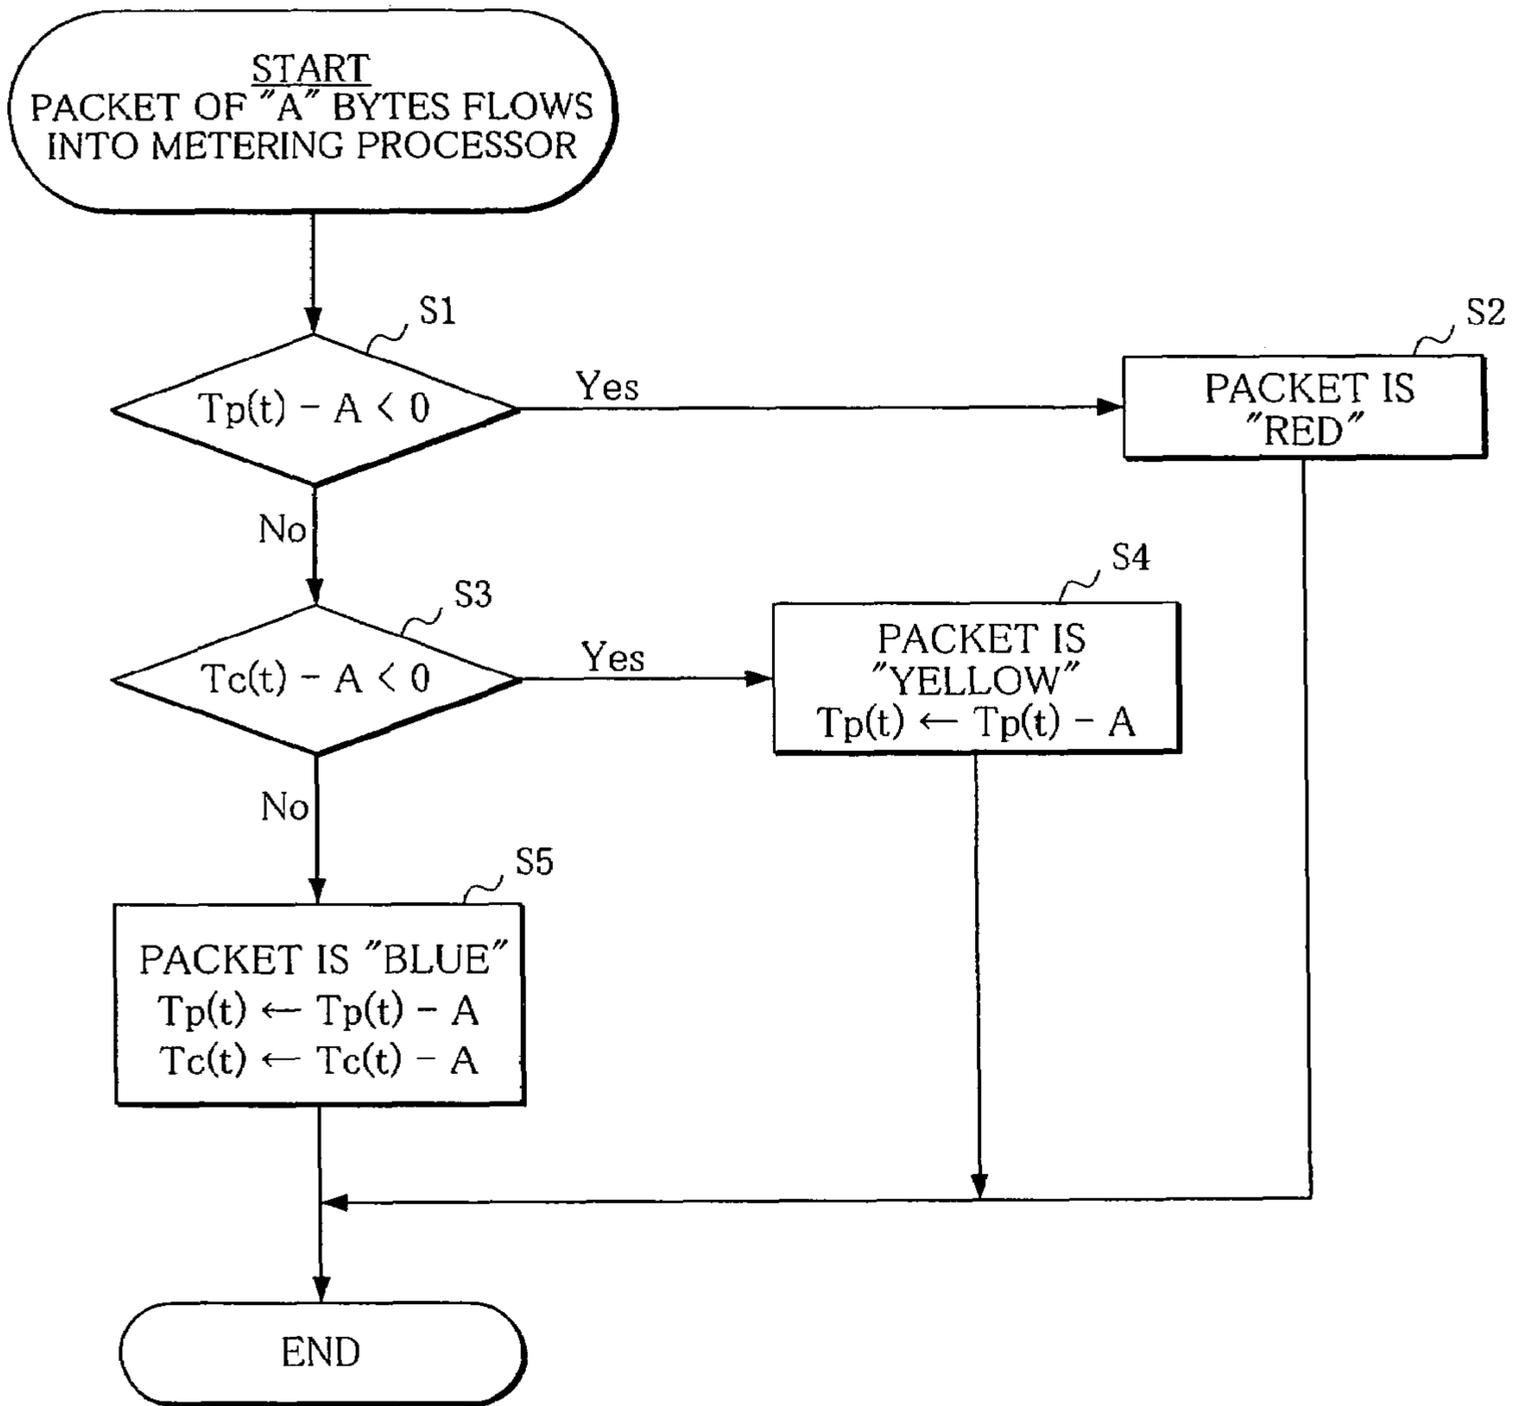 START
PACKET OF "A" BYTES FLOWS
INTO METERING PROCESSOR
S1
Tp(t) - A < 0
Yes
S2
PACKET IS
"RED"
No
S3
Tc(t) - A < 0
Yes
S4
PACKET IS
"YELLOW"
Tp(t) ← Tp(t) - A
No
S5
PACKET IS "BLUE"
Tp(t) ← Tp(t) - A
Tc(t) ← Tc(t) - A
END